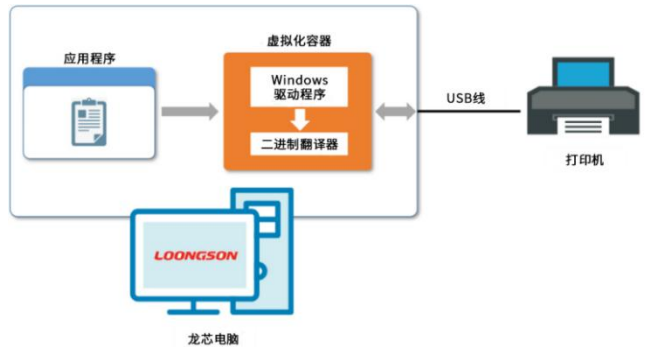 应用程序
虚拟化容器
Windows
驱动程序
二进制翻译器
USB线
打印机
LOONGSON
龙芯电脑